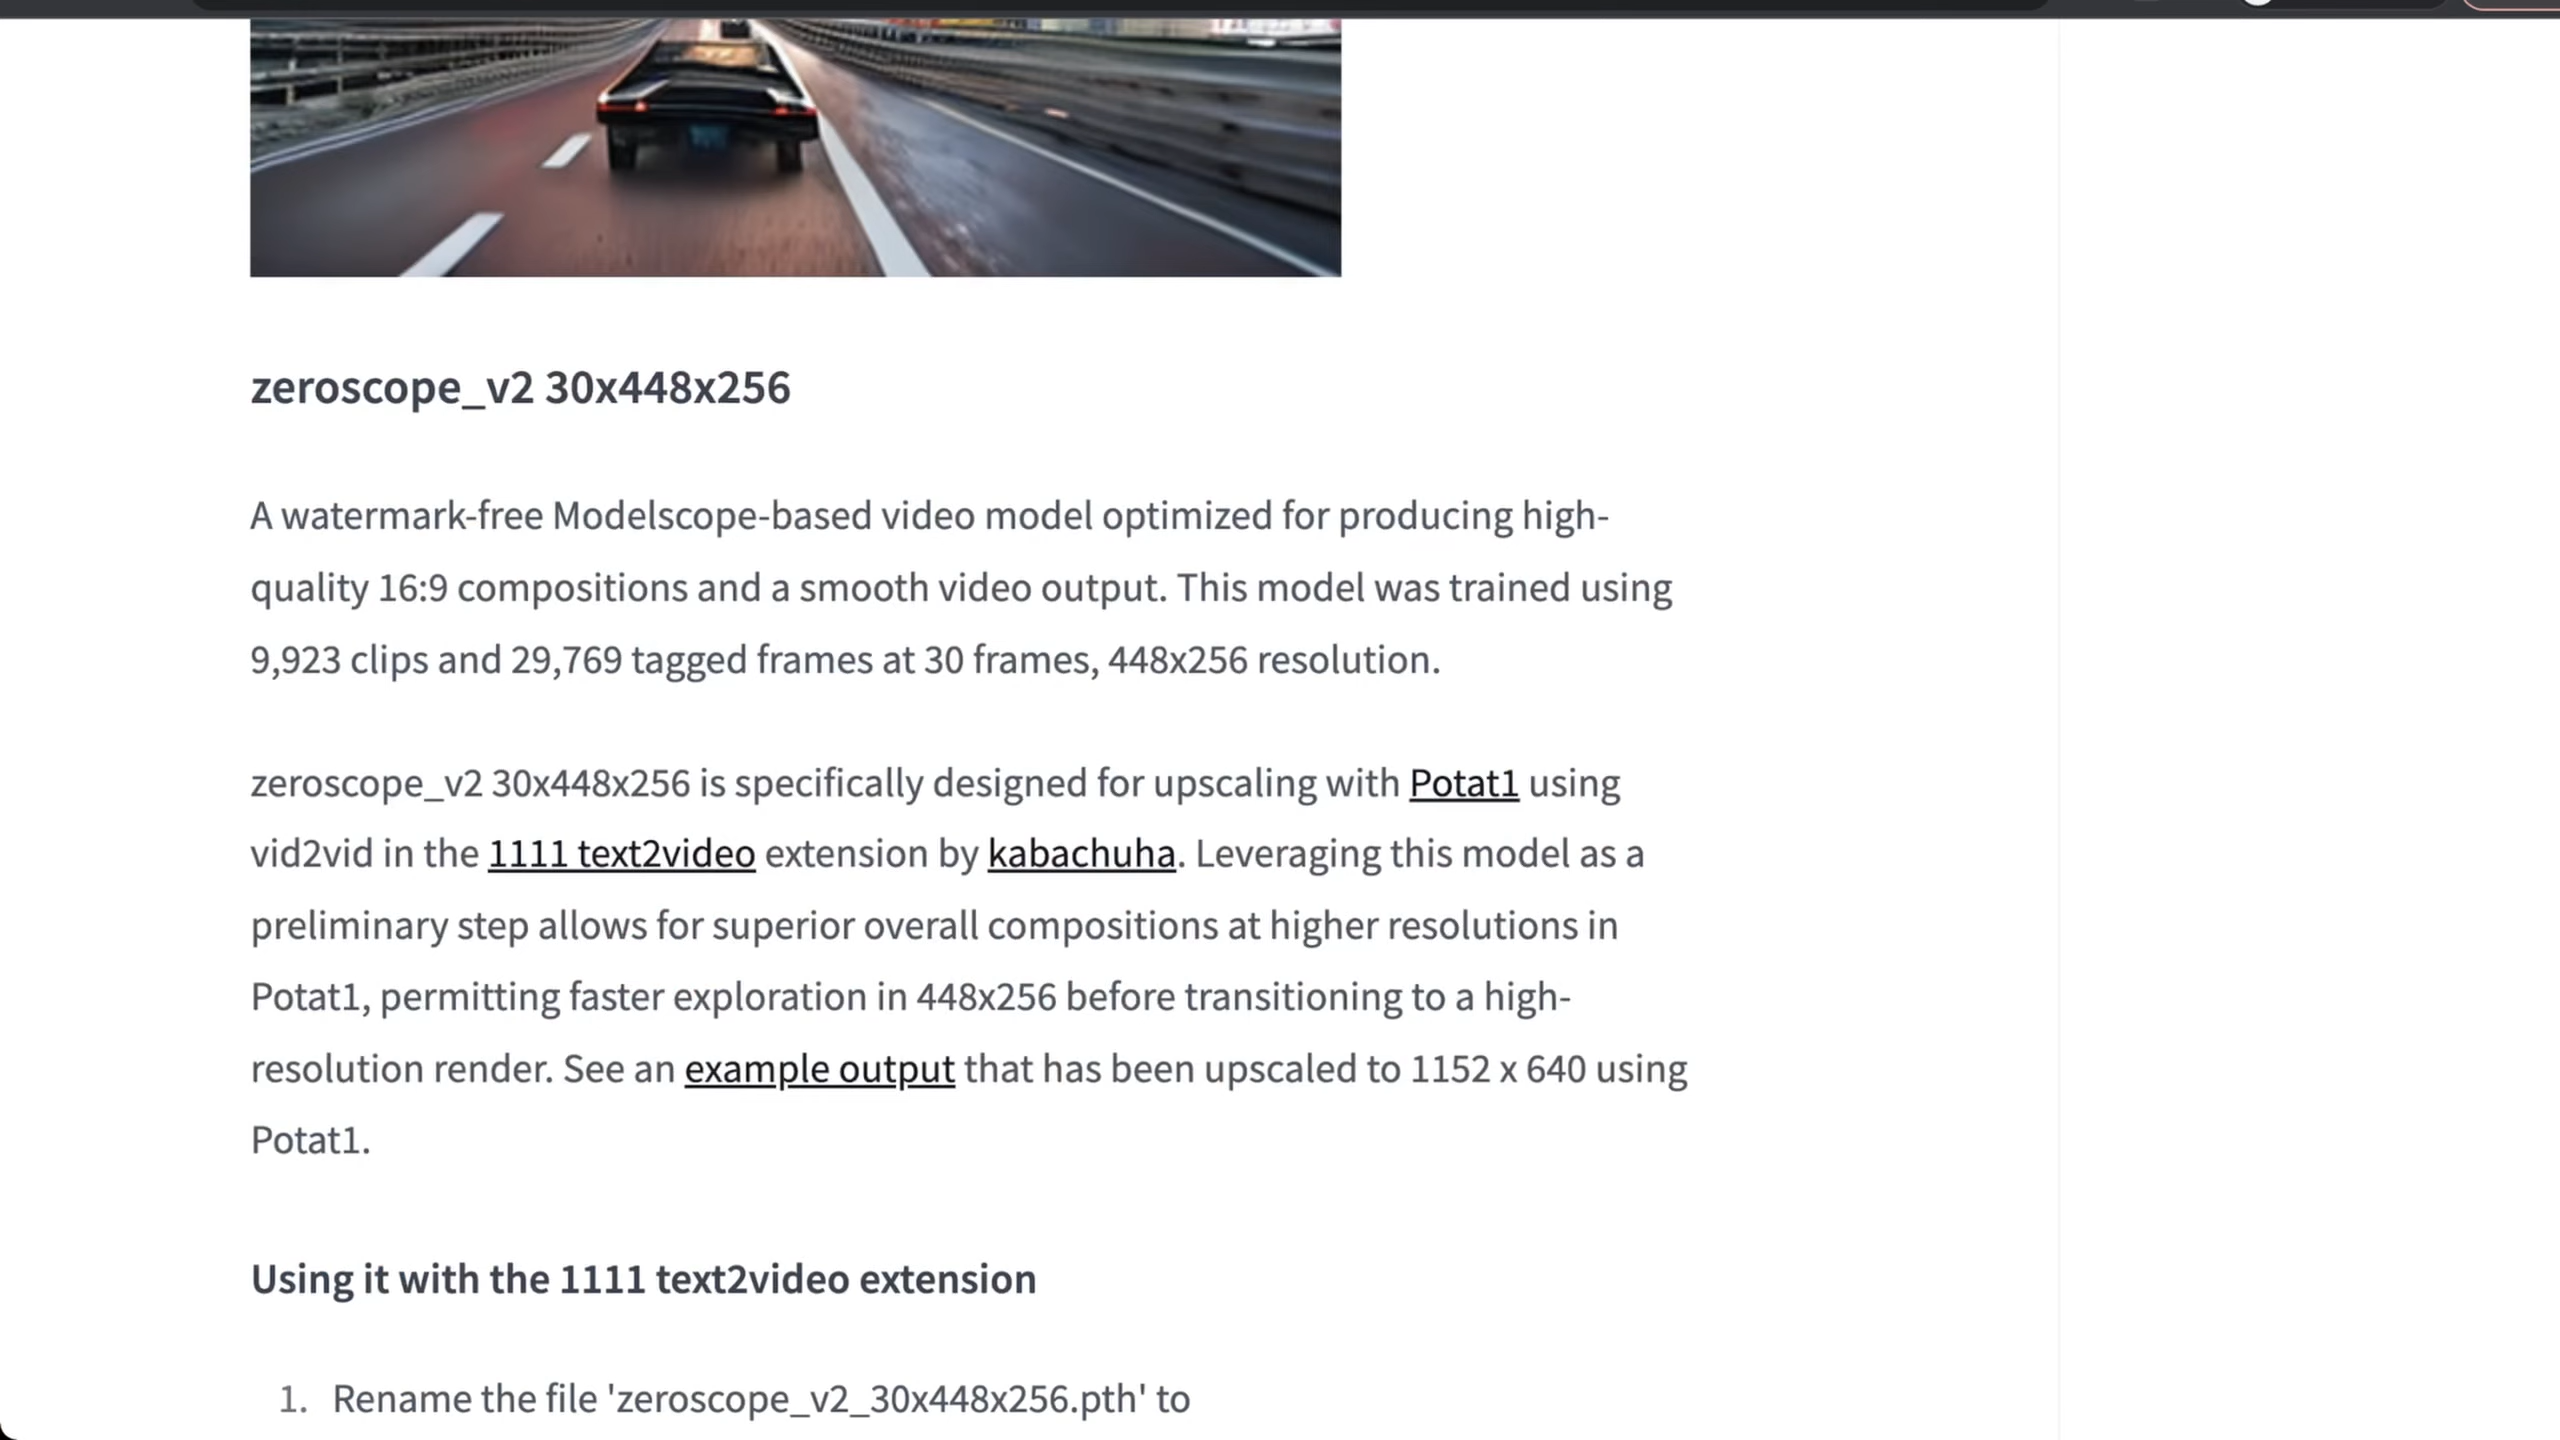 zeroscope_v2 30x448x256
A watermark-free Modelscope-based video model optimized for producing high-
quality 16:9 compositions and a smooth video output. This model was trained using
9,923 clips and 29,769 tagged frames at 30 frames, 448x256 resolution.
zeroscope_v2 30x448x256 is specifically designed for upscaling with Potat1 using
vid2vid in the 1111 text2video extension by kabachuha. Leveraging this model as a
preliminary step allows for superior overall compositions at higher resolutions in
Potat1, permitting faster exploration in 448x256 before transitioning to a high-
resolution render. See an example output that has been upscaled to 1152 x 640 using
Potat1.
Using it with the 1111 text2video extension
1. Rename the file 'zeroscope_v2_30x448x256.pth' to